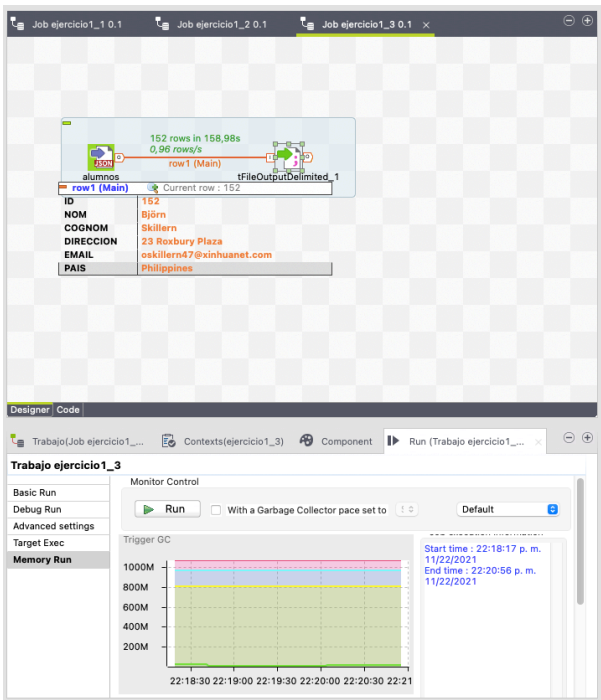 Job ejercicio1_1 0.1
Job ejercicio1_2 0.1
Job ejercicio1_3 0.1
152 rows in 158,98s
0,96 rows/s
row1 (Main)
JSON
alumnos
tFileOutputDelimited_1
row1 (Main) Current row : 152
ID 152
NOM Björn
COGNOM Skillern
DIRECCION 23 Roxbury Plaza
EMAIL oskillern47@xinhuanet.com
PAIS Philippines
Designer Code
Trabajo(Job ejercicio1_...
Contexts(ejercicio1_3)
Component
Run (Trabajo ejercicio1_...
Trabajo ejercicio1_3
Basic Run
Debug Run
Advanced settings
Target Exec
Memory Run
Monitor Control
Run
With a Garbage Collector pace set to
Default
Trigger GC
1000M
800M
600M
400M
200M
22:18:30 22:19:00 22:19:30 22:20:00 22:20:30 22:21
Start time : 22:18:17 p. m.
11/22/2021
End time : 22:20:56 p. m.
11/22/2021